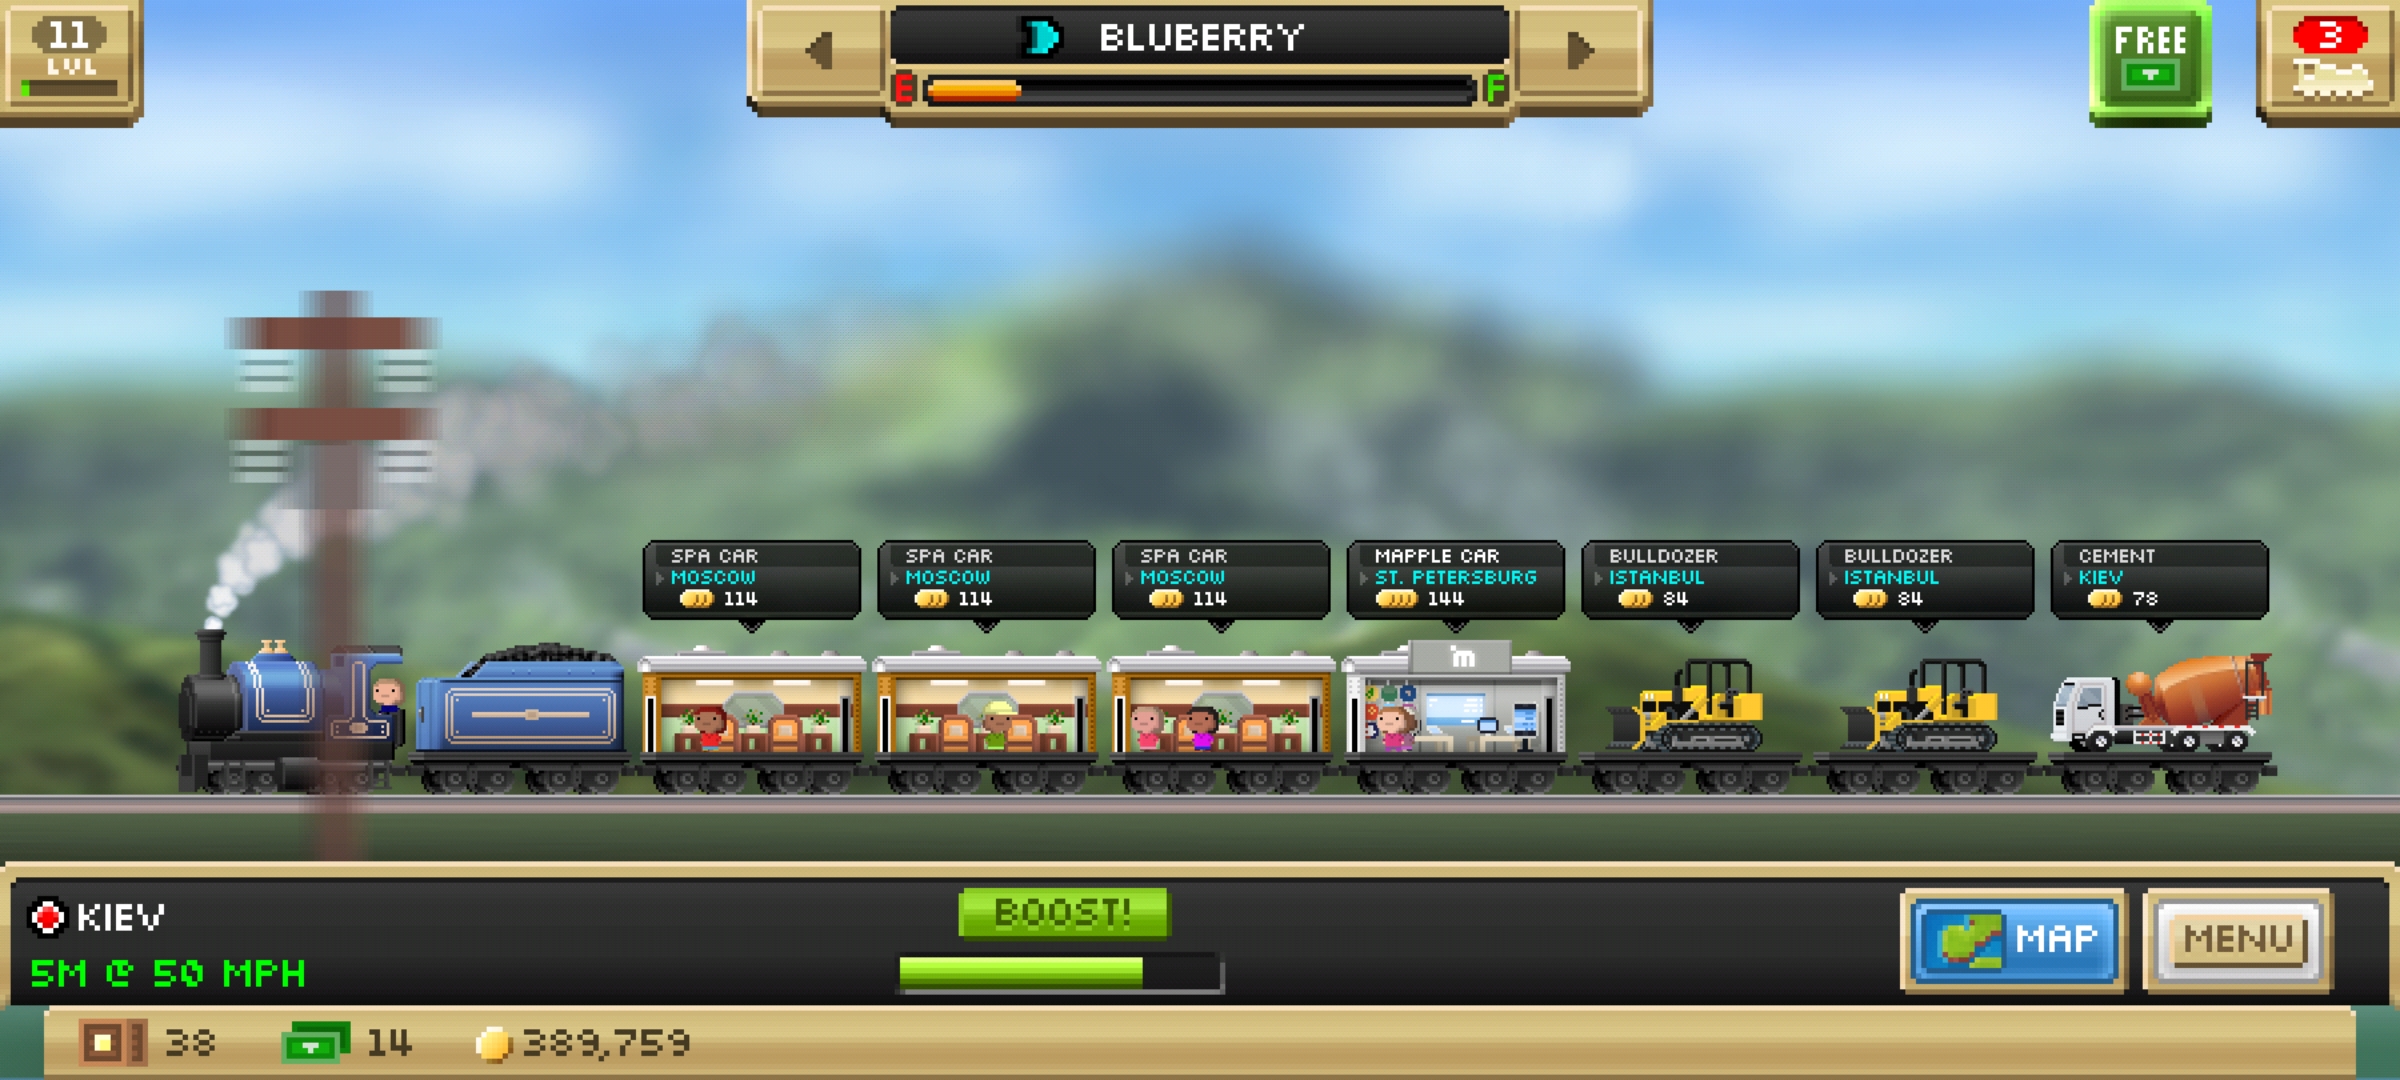 11
LVL
BLUBERRY
E
F
FREE
3
SPA CAR
MOSCOW
114
SPA CAR
MOSCOW
114
SPA CAR
MOSCOW
114
MAPPLE CAR
ST. PETERSBURG
144
BULLDOZER
ISTANBUL
84
BULLDOZER
ISTANBUL
84
CEMENT
KIEV
78
m
KIEV
5M @ 50 MPH
BOOST!
MAP
MENU
38
14
389,759